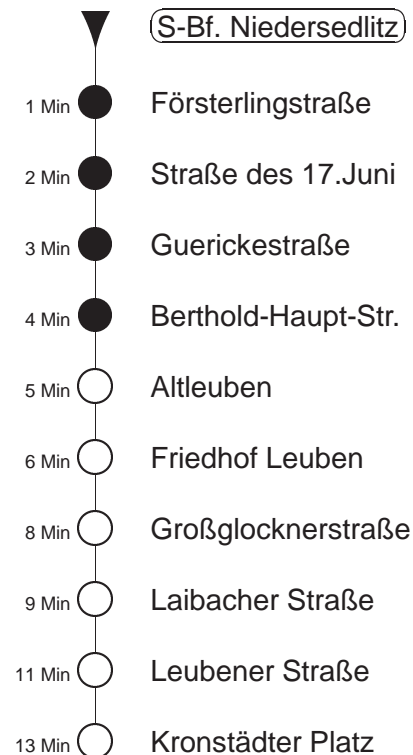 S-Bf. Niedersedlitz
1 Min Försterlingstraße
2 Min Straße des 17.Juni
3 Min Guerickestraße
4 Min Berthold-Haupt-Str.
5 Min Altleuben
6 Min Friedhof Leuben
8 Min Großglocknerstraße
9 Min Laibacher Straße
11 Min Leubener Straße
13 Min Kronstädter Platz